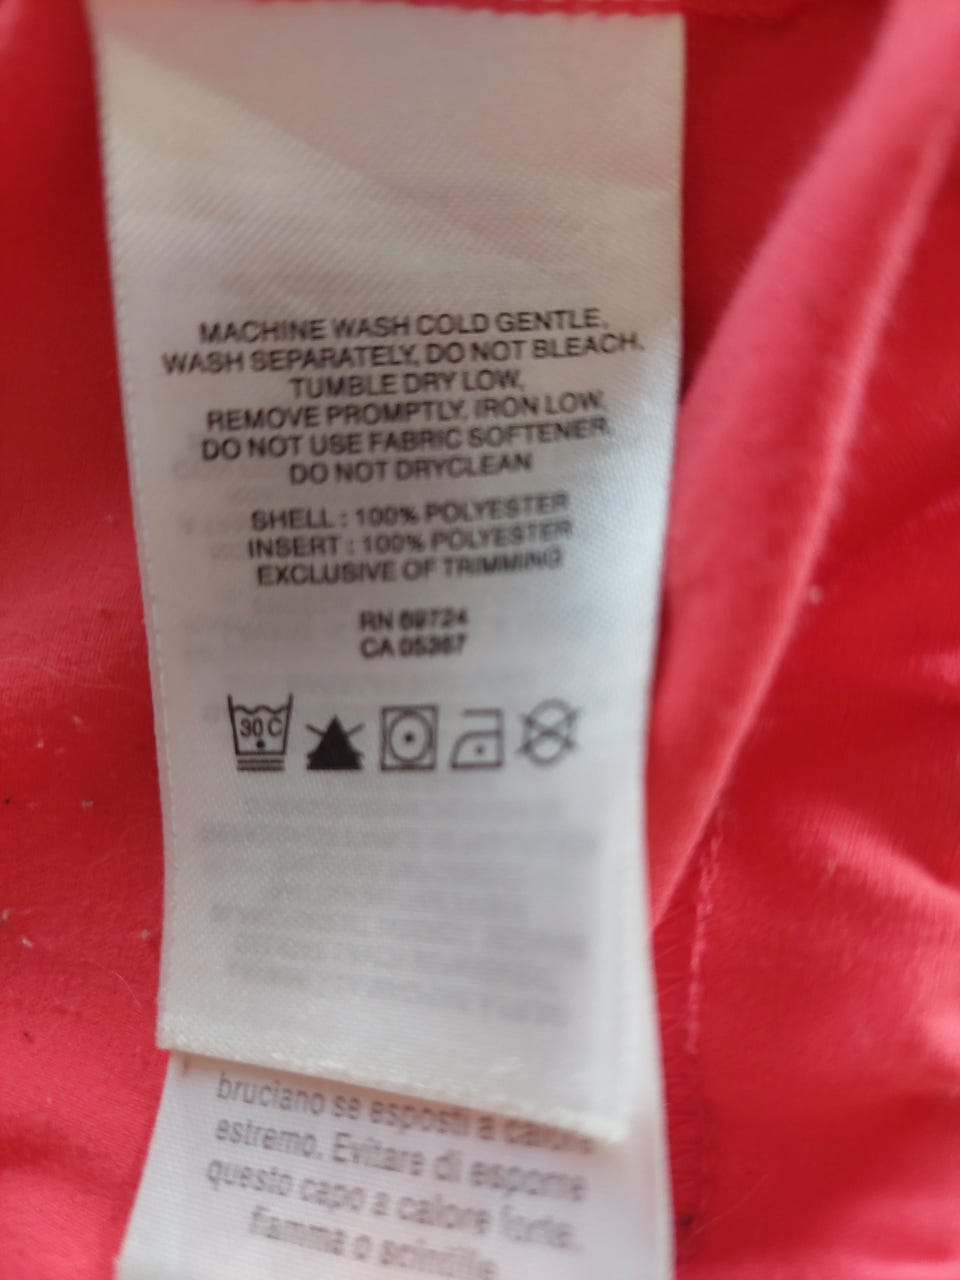 MACHINE WASH COLD GENTLE,
WASH SEPARATELY, DO NOT BLEACH.
TUMBLE DRY LOW,
REMOVE PROMPTLY, IRON LOW,
DO NOT USE FABRIC SOFTENER,
DO NOT DRYCLEAN
SHELL : 100% POLYESTER
INSERT : 100% POLYESTER
EXCLUSIVE OF TRIMMING
RN 69724
CA 05367
30 C
bruciano se esposti a calore
estremo. Evitare di esporre
questo capo a calore forte,
fiamma o scintille